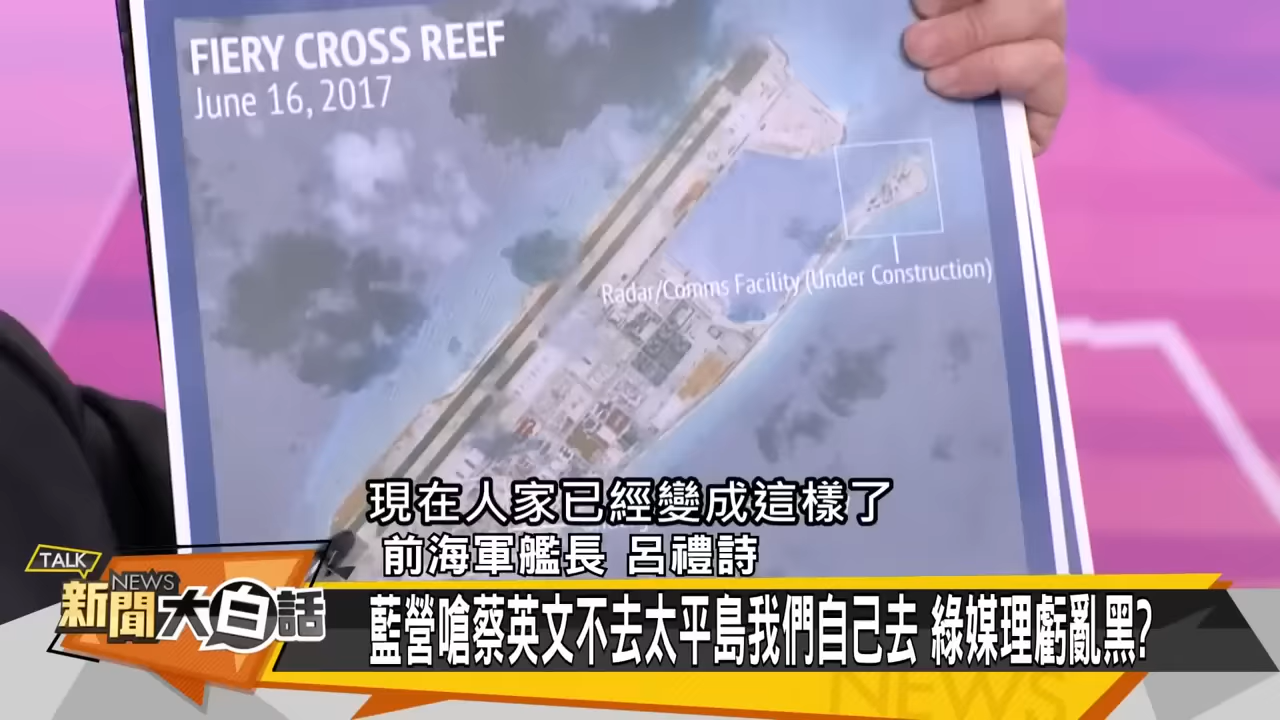 FIERY CROSS REEF
June 16, 2017
Radar/Comms Facility (Under Construction)
現在人家已經變成這樣了
前海軍艦長 呂禮詩
TALK
NEWS
新聞大白話
藍營嗆蔡英文不去太平島我們自己去 綠媒理虧亂黑?
NEWS